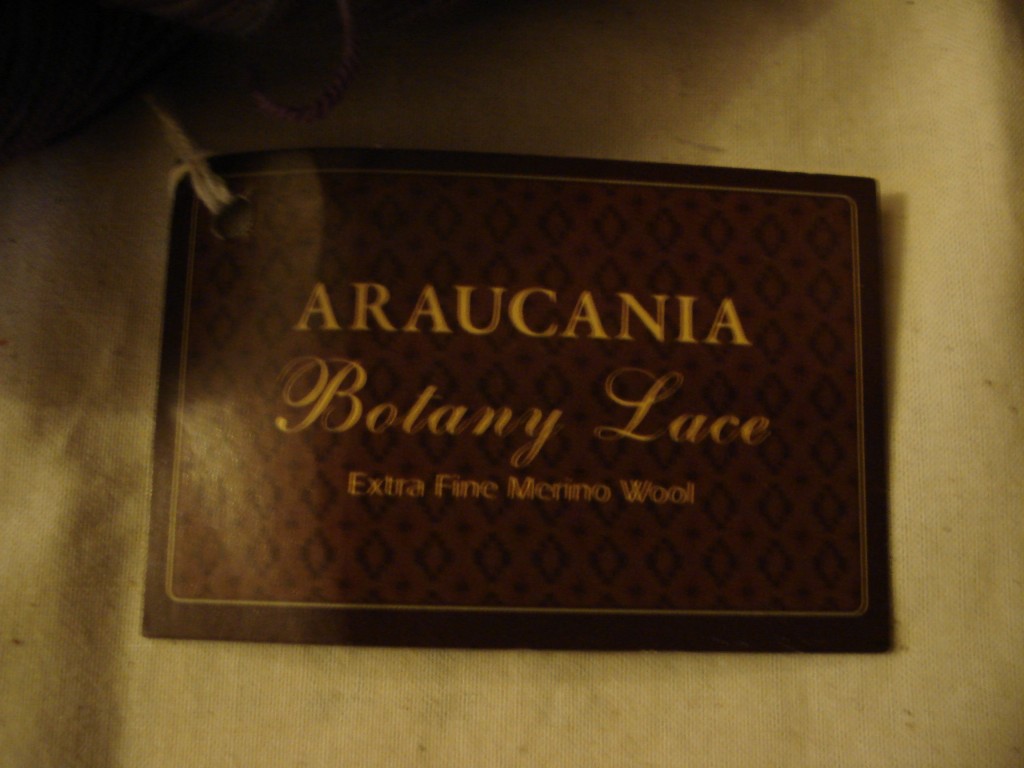 ARAUCANIA
Botany Lace
Extra Fine Merino Wool